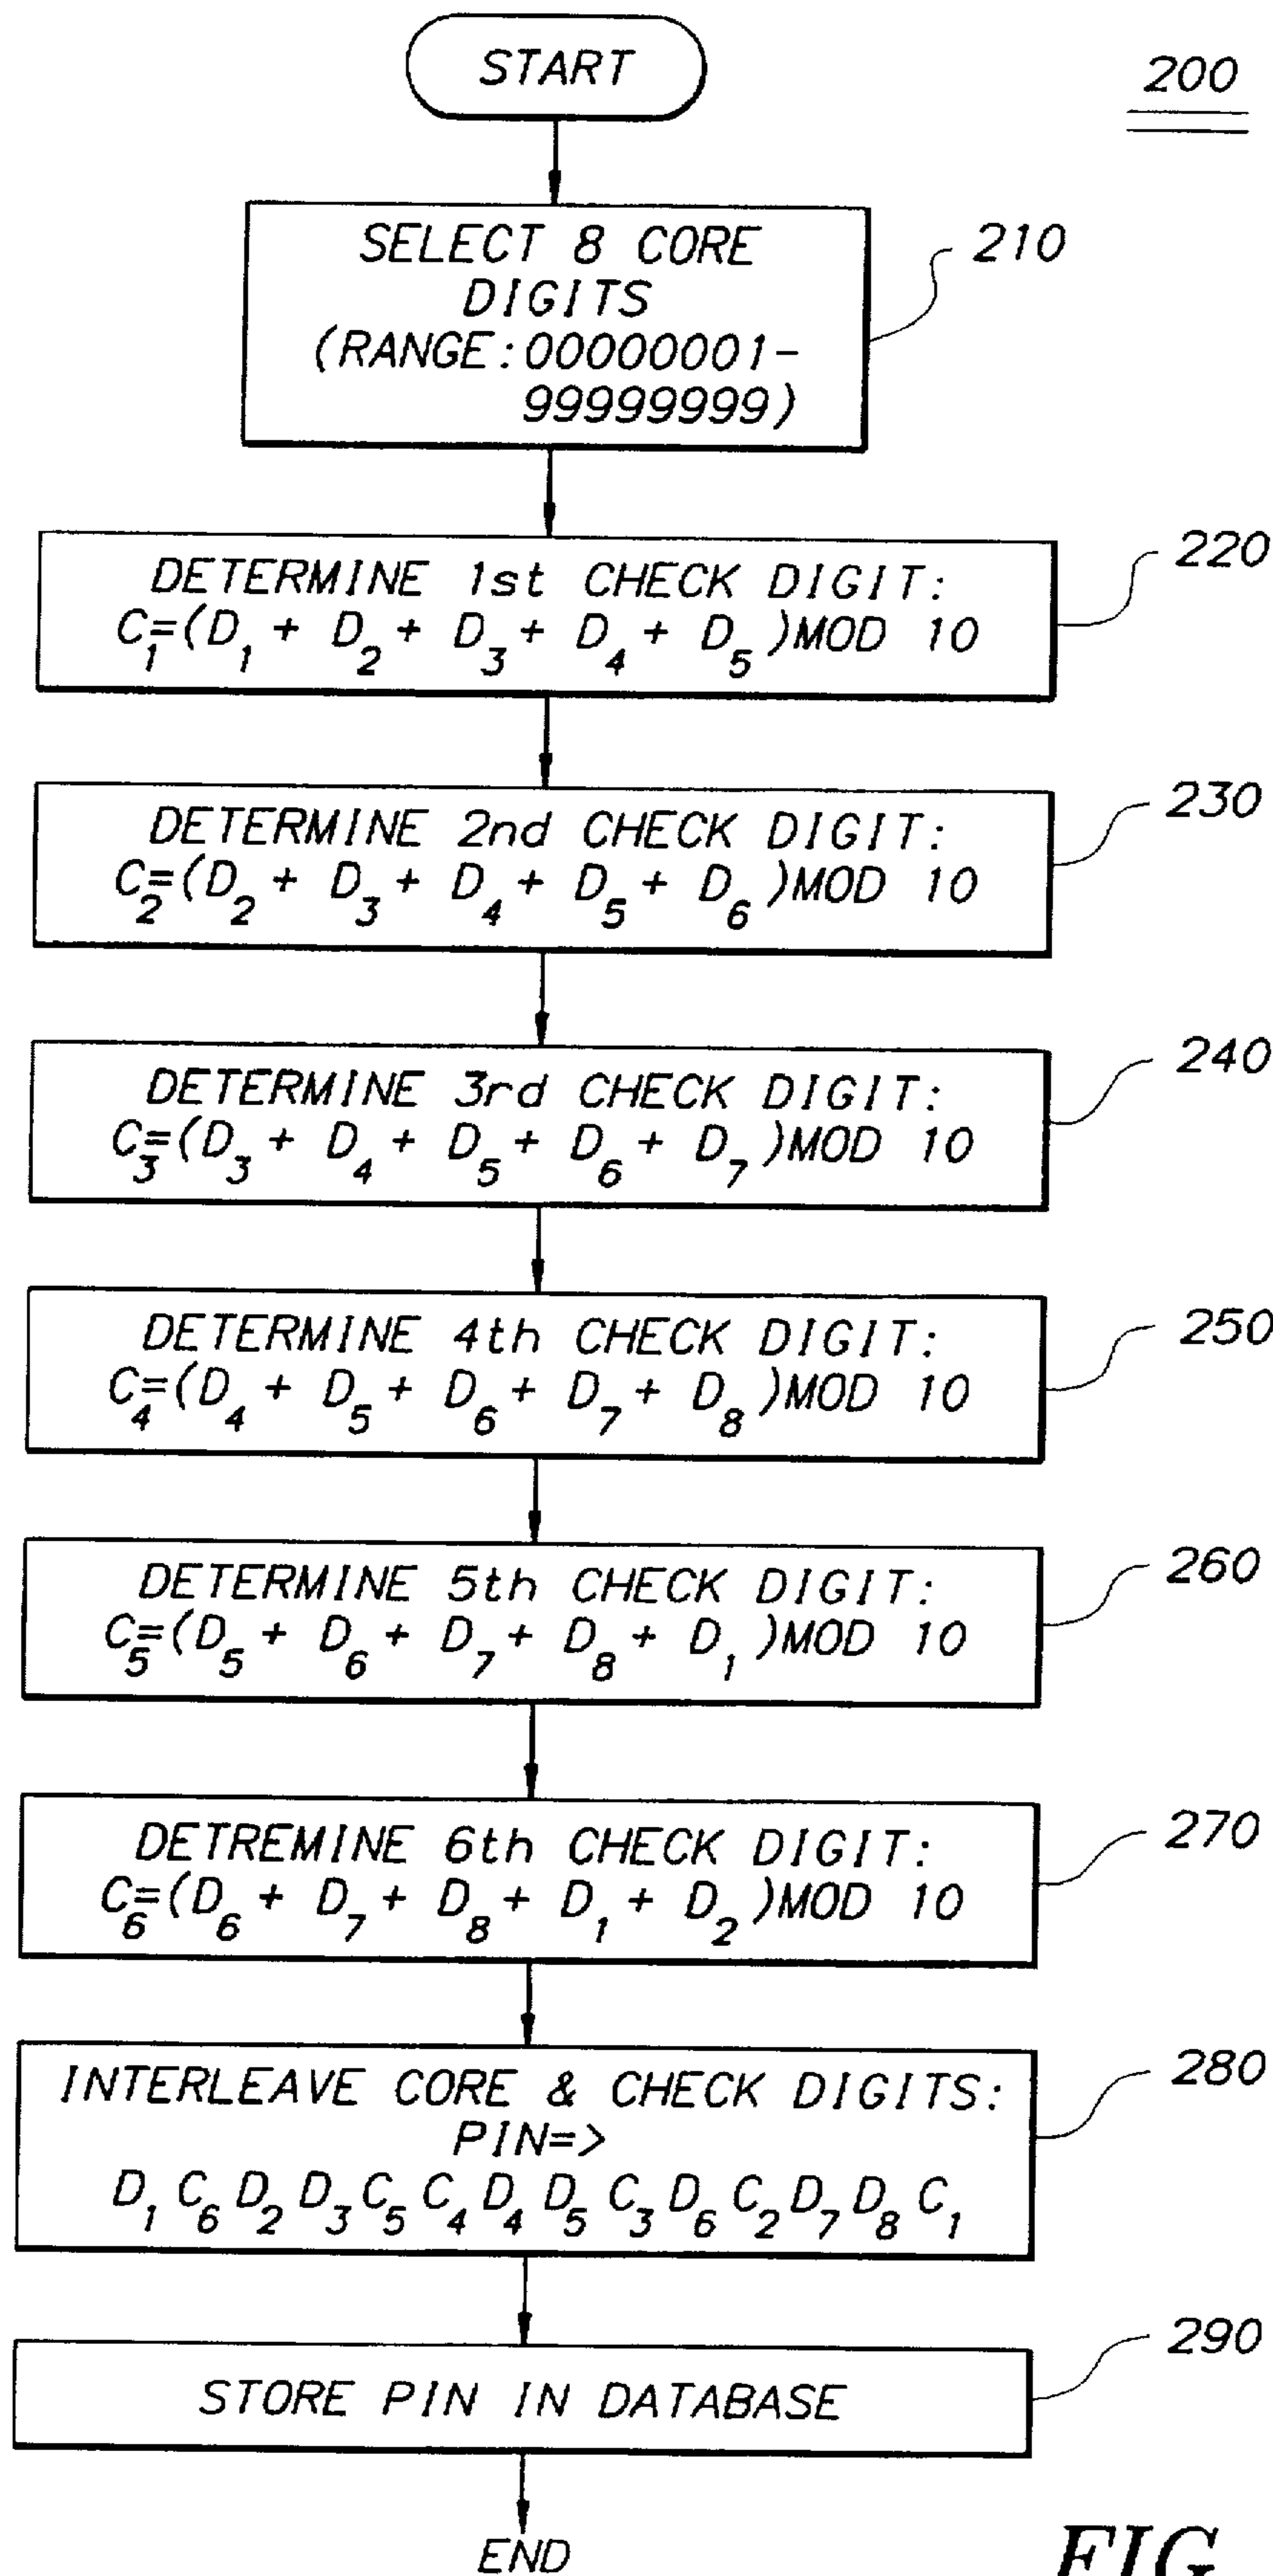 START
200
SELECT 8 CORE
DIGITS
(RANGE:00000001-
99999999)
210
DETERMINE 1st CHECK DIGIT:
C₁=(D₁ + D₂ + D₃ + D₄ + D₅)MOD 10
220
DETERMINE 2nd CHECK DIGIT:
C₂=(D₂ + D₃ + D₄ + D₅ + D₆)MOD 10
230
DETERMINE 3rd CHECK DIGIT:
C₃=(D₃ + D₄ + D₅ + D₆ + D₇)MOD 10
240
DETERMINE 4th CHECK DIGIT:
C₄=(D₄ + D₅ + D₆ + D₇ + D₈)MOD 10
250
DETERMINE 5th CHECK DIGIT:
C₅=(D₅ + D₆ + D₇ + D₈ + D₁)MOD 10
260
DETREMINE 6th CHECK DIGIT:
C₆=(D₆ + D₇ + D₈ + D₁ + D₂)MOD 10
270
INTERLEAVE CORE & CHECK DIGITS:
PIN=>
D₁ C₆ D₂ D₃ C₅ C₄ D₄ D₅ C₃ D₆ C₂ D₇ D₈ C₁
280
STORE PIN IN DATABASE
290
END
FIG